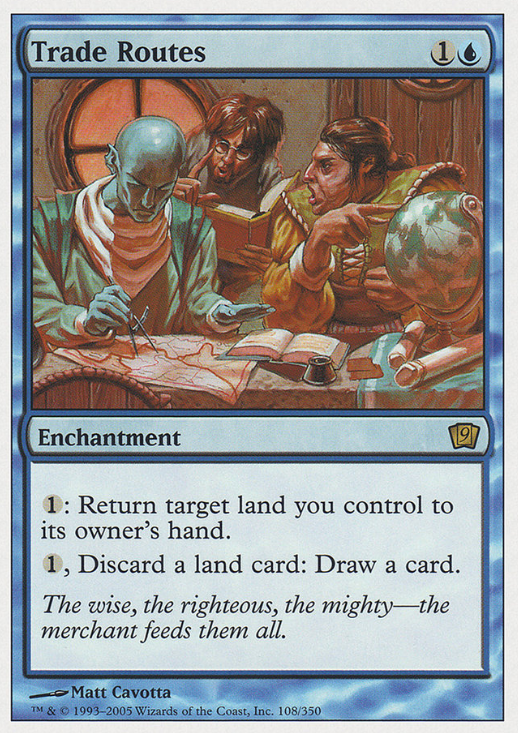 Trade Routes 1
Enchantment 9
1: Return target land you control to
its owner's hand.
1, Discard a land card: Draw a card.
The wise, the righteous, the mighty—the
merchant feeds them all.
Matt Cavotta
™ & © 1993–2005 Wizards of the Coast, Inc. 108/350